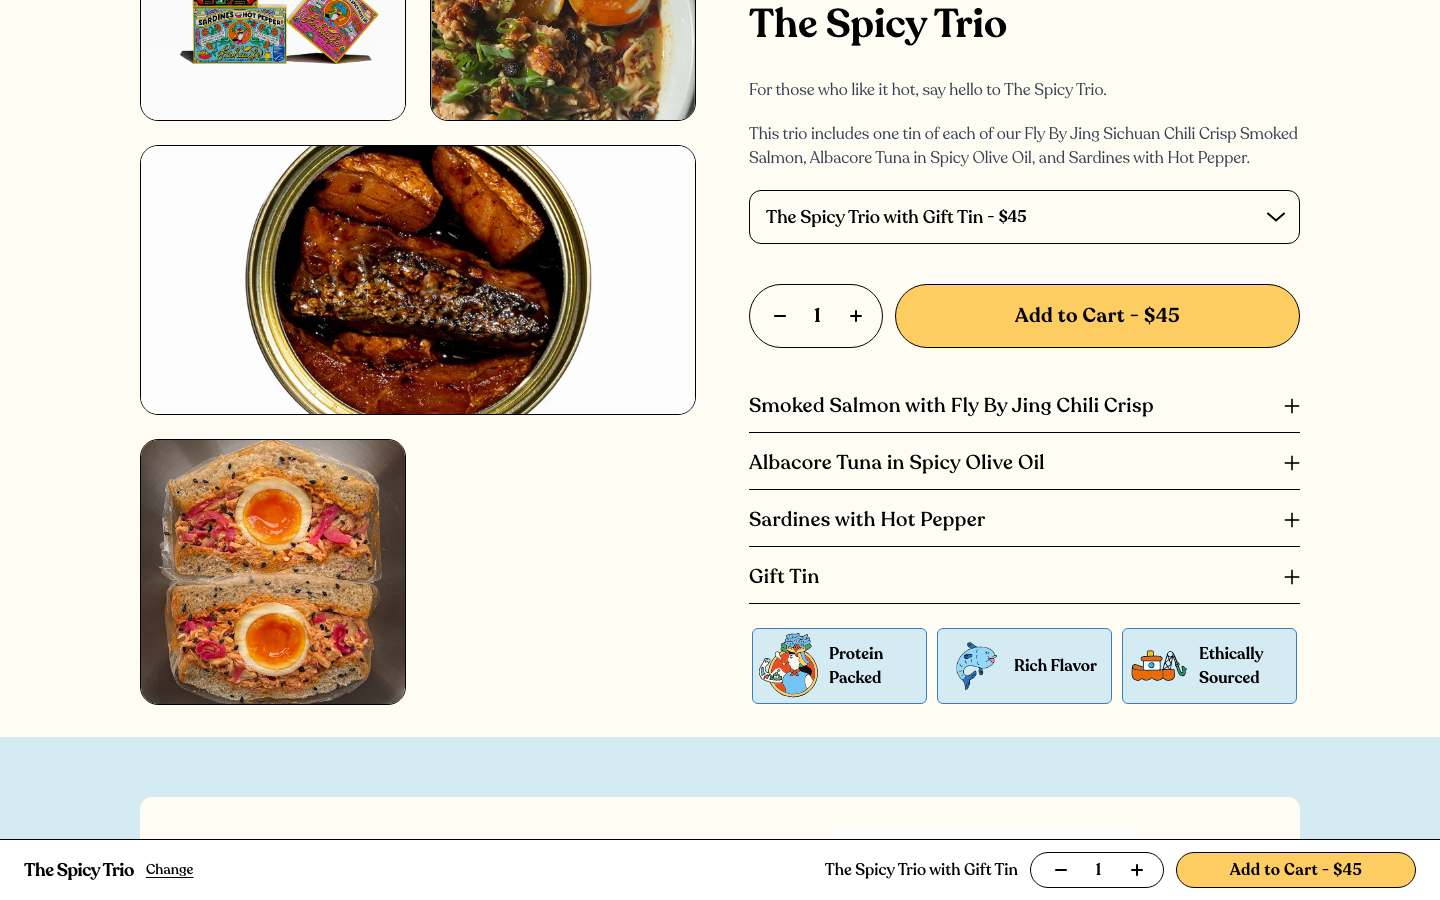 SARDINES WITH HOT PEPPER
The Spicy Trio
For those who like it hot, say hello to The Spicy Trio.
This trio includes one tin of each of our Fly By Jing Sichuan Chili Crisp Smoked
Salmon, Albacore Tuna in Spicy Olive Oil, and Sardines with Hot Pepper.
The Spicy Trio with Gift Tin - $45
1
Add to Cart - $45
Smoked Salmon with Fly By Jing Chili Crisp
Albacore Tuna in Spicy Olive Oil
Sardines with Hot Pepper
Gift Tin
Protein
Packed
Rich Flavor
Ethically
Sourced
The Spicy Trio
Change
The Spicy Trio with Gift Tin
1
Add to Cart - $45